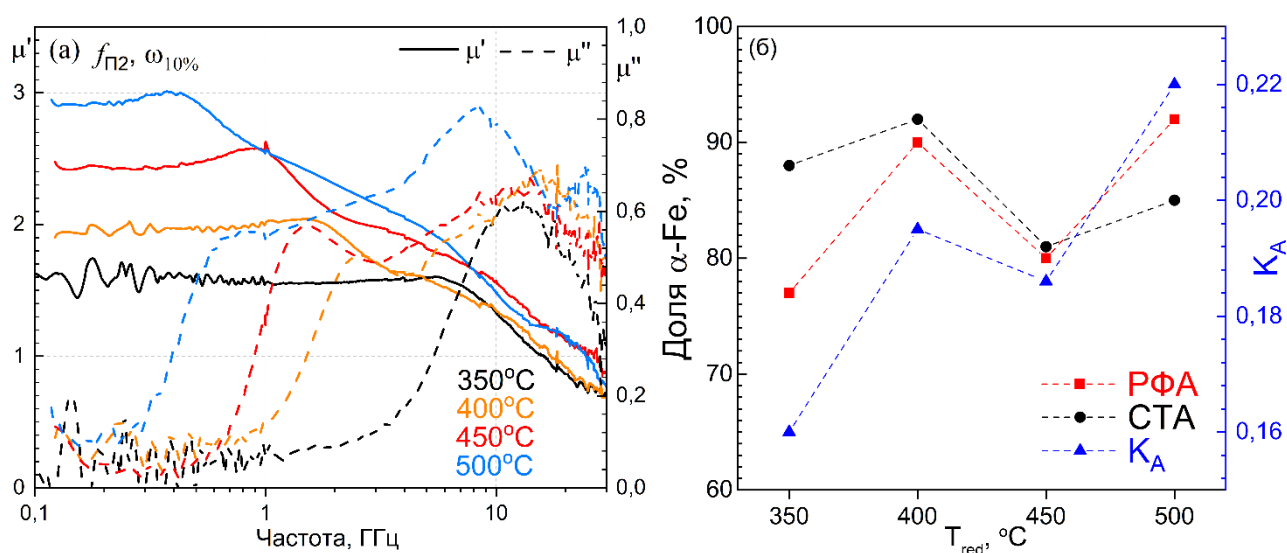 μ' (a) f П2, ω10% μ' μ'' μ''
1,0
0,8
0,6
0,4
0,2
0,0
3
2
1
0
350°C
400°C
450°C
500°C
0,1 1 10
Частота, ГГц
(б)
100
90
80
70
60
Доля α-Fe, %
0,22
0,20
0,18
0,16
KA
РФА
СТА
KA
350 400 450 500
Tred, °C